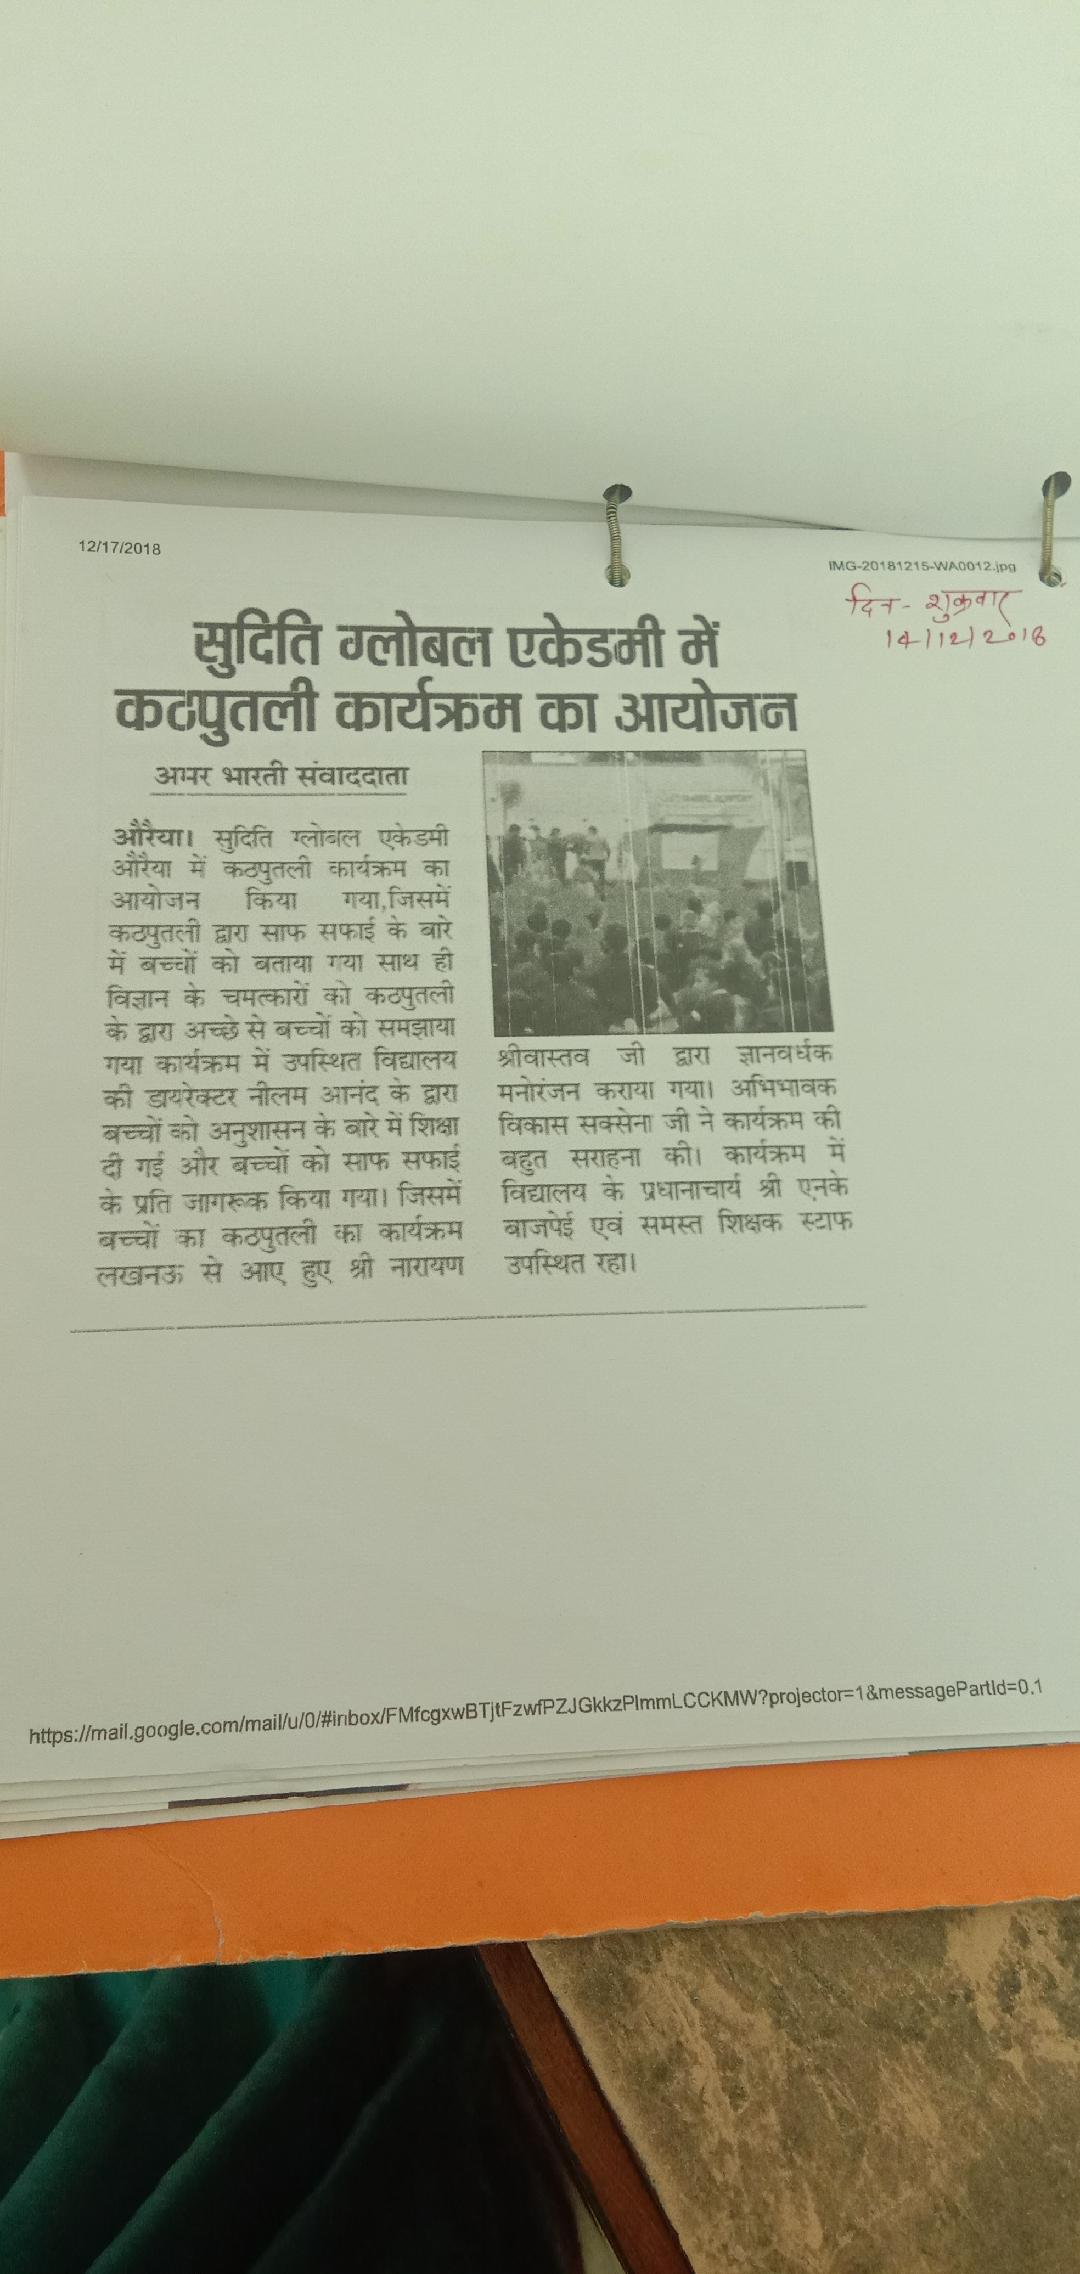 12/17/2018
IMG-20181215-WA0012.jpg
दिन- शुक्रवार
14/12/2018
सुदिति ग्लोबल एकेडमी में
कठपुतली कार्यक्रम का आयोजन
अमर भारती संवाददाता
औरैया। सुदिति ग्लोबल एकेडमी
औरैया में कठपुतली कार्यक्रम का
आयोजन किया गया,जिसमें
कठपुतली द्वारा साफ सफाई के बारे
में बच्चों को बताया गया साथ ही
विज्ञान के चमत्कारों को कठपुतली
के द्वारा अच्छे से बच्चों को समझाया
गया कार्यक्रम में उपस्थित विद्यालय
की डायरेक्टर नीलम आनंद के द्वारा
बच्चों को अनुशासन के बारे में शिक्षा
दी गई और बच्चों को साफ सफाई
के प्रति जागरूक किया गया। जिसमें
बच्चों का कठपुतली का कार्यक्रम
लखनऊ से आए हुए श्री नारायण
श्रीवास्तव जी द्वारा ज्ञानवर्धक
मनोरंजन कराया गया। अभिभावक
विकास सक्सेना जी ने कार्यक्रम की
बहुत सराहना की। कार्यक्रम में
विद्यालय के प्रधानाचार्य श्री एनके
बाजपेई एवं समस्त शिक्षक स्टाफ
उपस्थित रहा।
https://mail.google.com/mail/u/0/#inbox/FMfcgxwBTjtFzwfPZJGkkzPlmmLCCKMW?projector=1&messagePartId=0.1